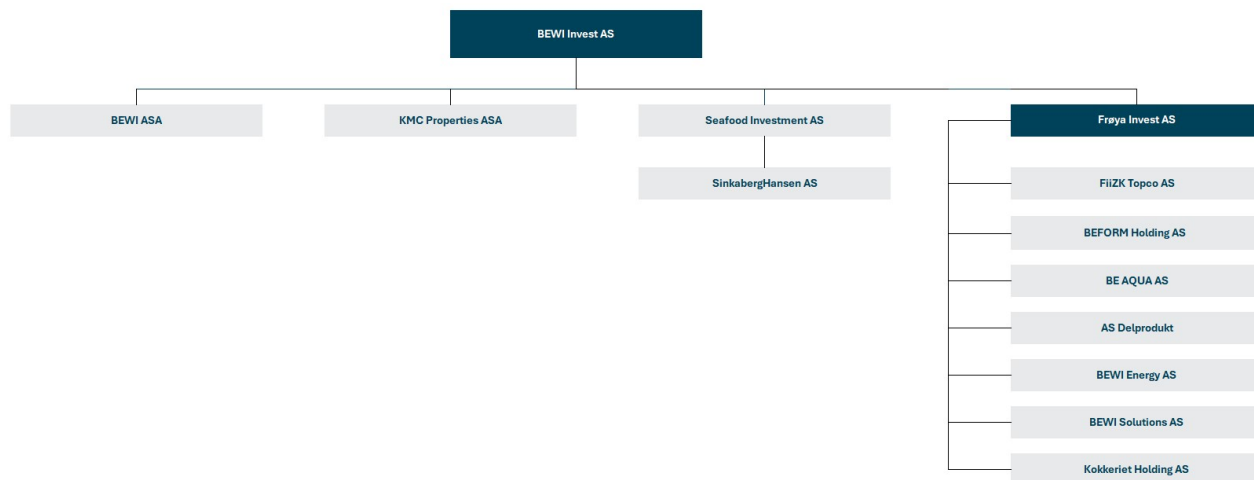 BEWI Invest AS
BEWI ASA
KMC Properties ASA
Seafood Investment AS
Frøya Invest AS
SinkabergHansen AS
FiiZK Topco AS
BEFORM Holding AS
BE AQUA AS
AS Delprodukt
BEWI Energy AS
BEWI Solutions AS
Kokkeriet Holding AS